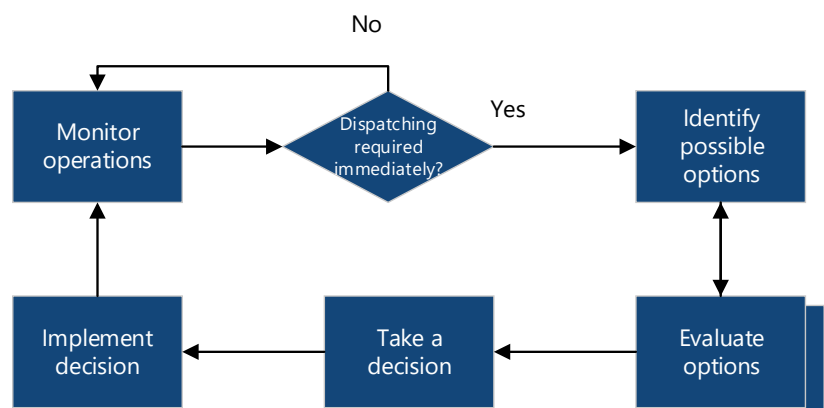 No
Monitor
operations
Dispatching
required
immediately?
Yes
Identify
possible
options
Implement
decision
Take a
decision
Evaluate
options